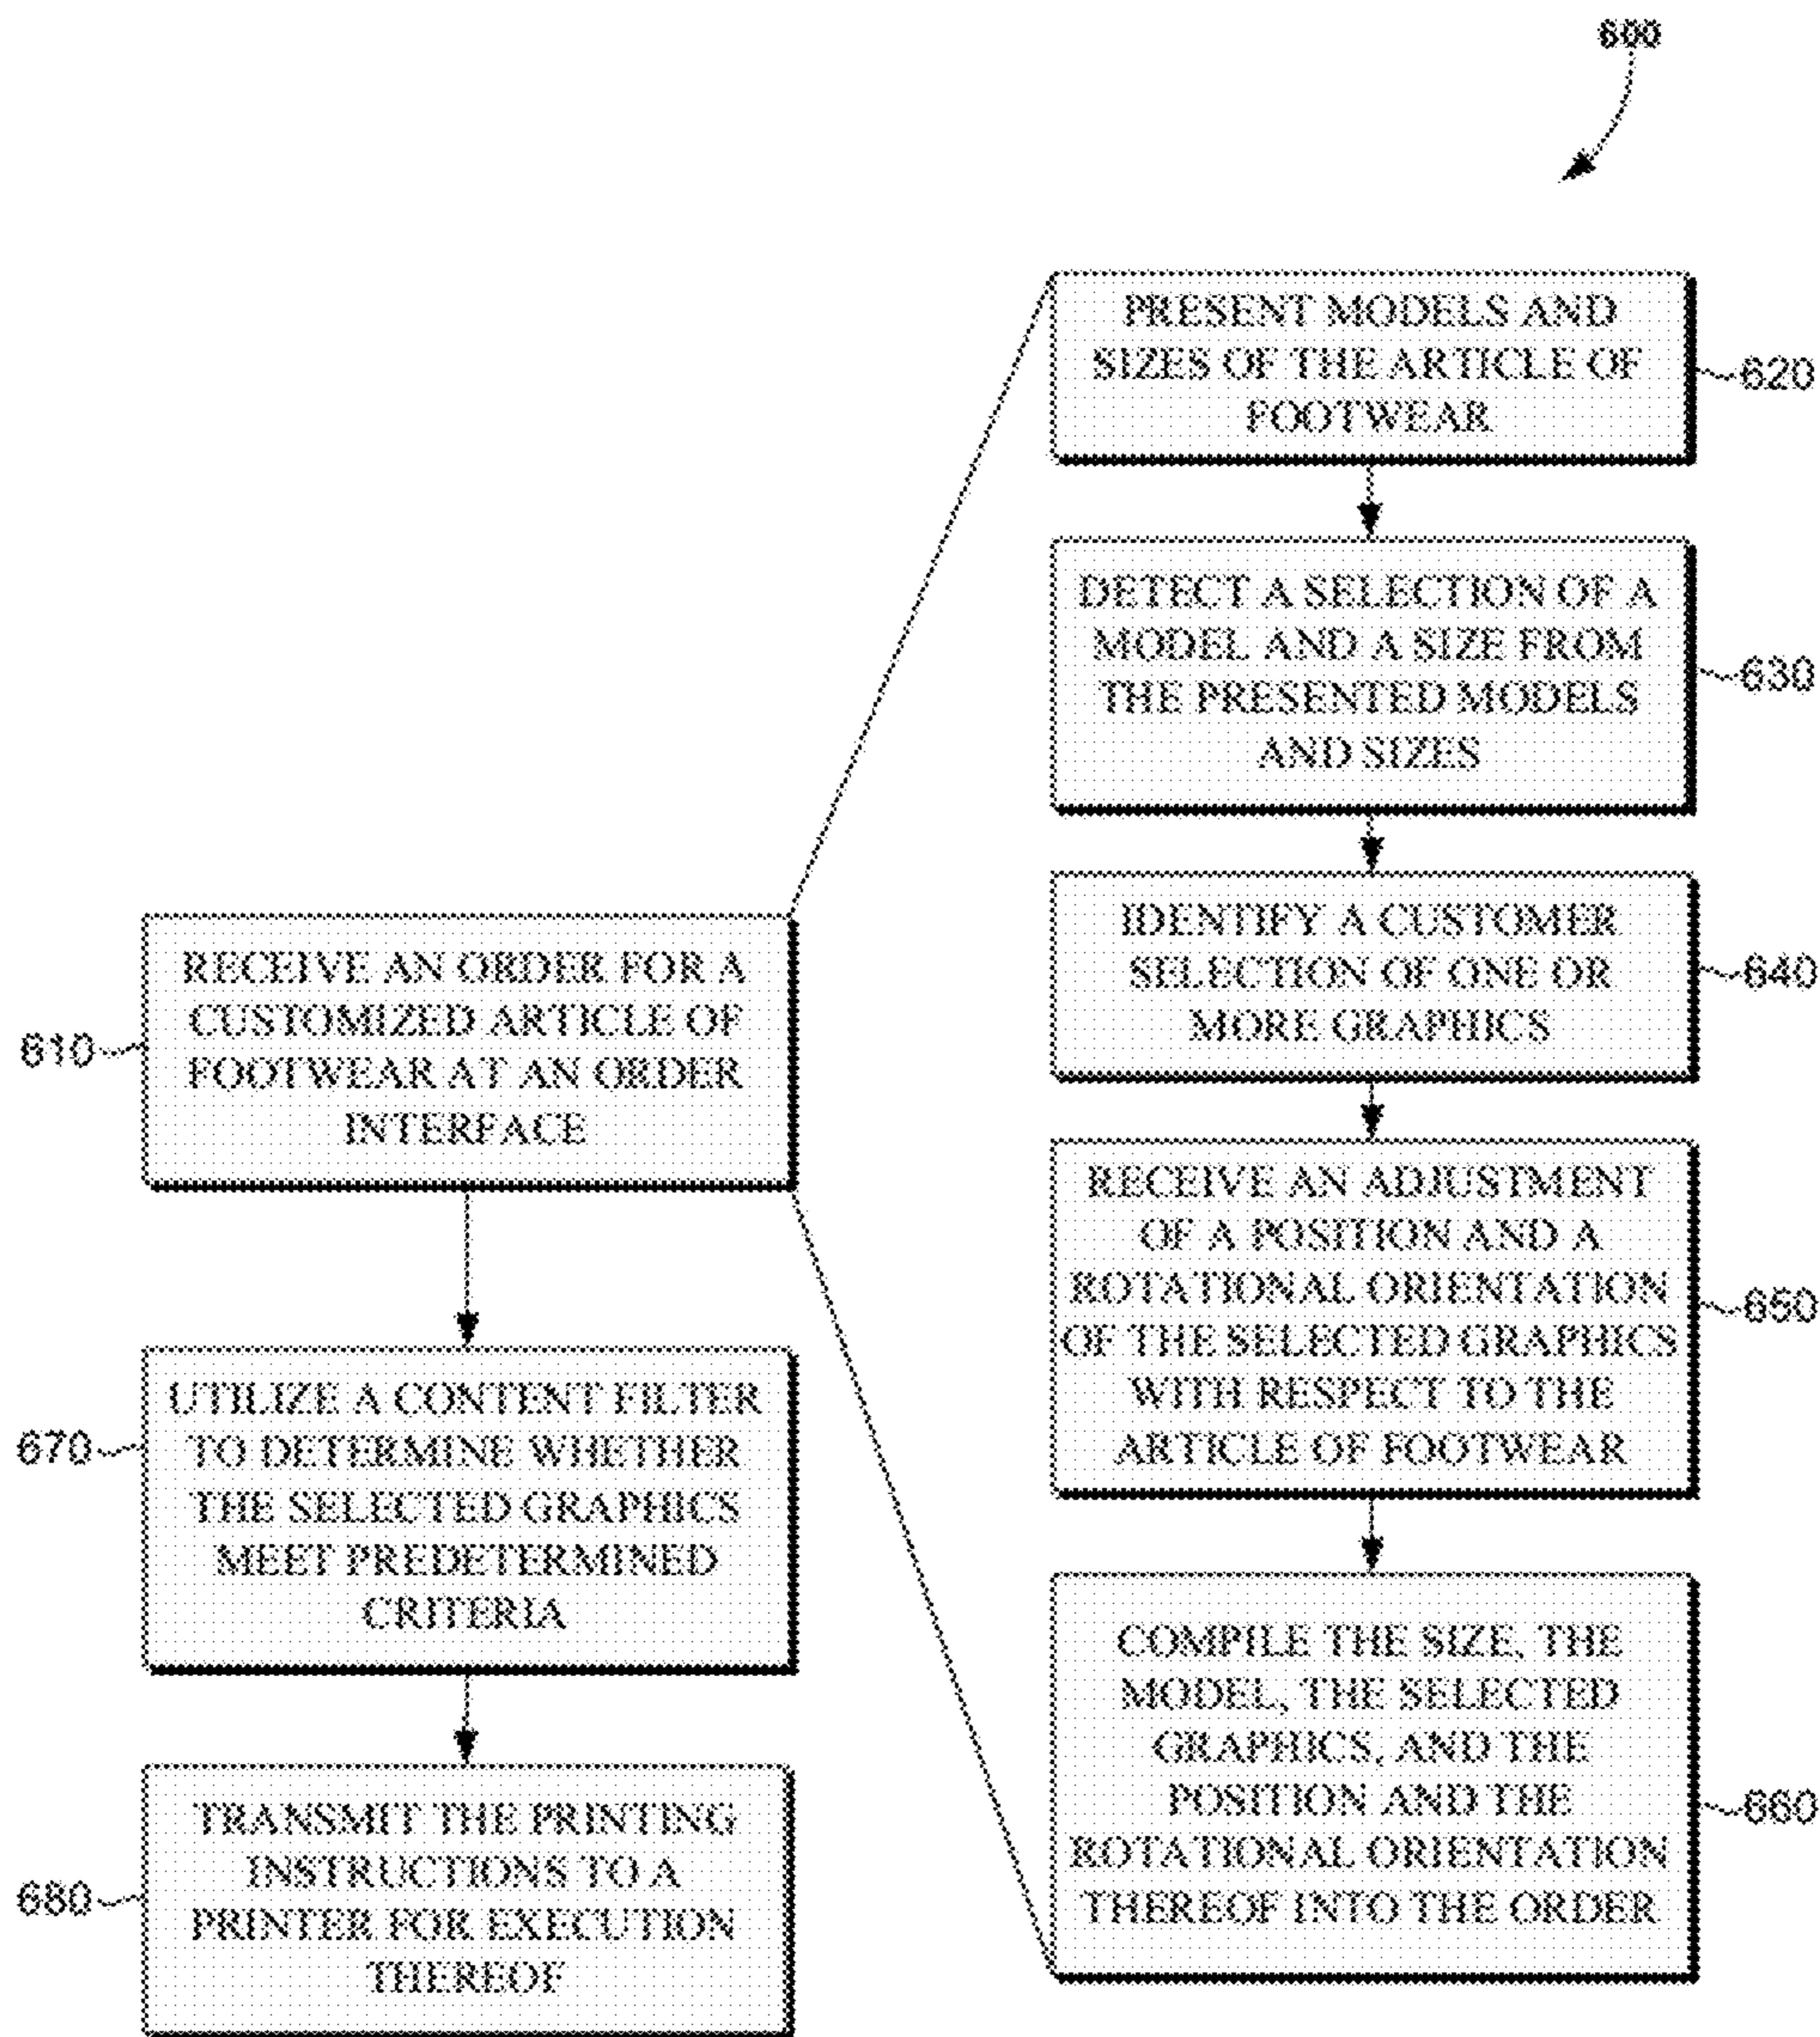 600
PRESENT MODELS AND
SIZES OF THE ARTICLE OF
FOOTWEAR
620
DETECT A SELECTION OF A
MODEL AND A SIZE FROM
THE PRESENTED MODELS
AND SIZES
630
IDENTIFY A CUSTOMER
SELECTION OF ONE OR
MORE GRAPHICS
640
RECEIVE AN ADJUSTMENT
OF A POSITION AND A
ROTATIONAL ORIENTATION
OF THE SELECTED GRAPHICS
WITH RESPECT TO THE
ARTICLE OF FOOTWEAR
650
COMPILE THE SIZE, THE
MODEL, THE SELECTED
GRAPHICS, AND THE
POSITION AND THE
ROTATIONAL ORIENTATION
THEREOF INTO THE ORDER
660
RECEIVE AN ORDER FOR A
CUSTOMIZED ARTICLE OF
FOOTWEAR AT AN ORDER
INTERFACE
610
UTILIZE A CONTENT FILTER
TO DETERMINE WHETHER
THE SELECTED GRAPHICS
MEET PREDETERMINED
CRITERIA
670
TRANSMIT THE PRINTING
INSTRUCTIONS TO A
PRINTER FOR EXECUTION
THEREOF
680